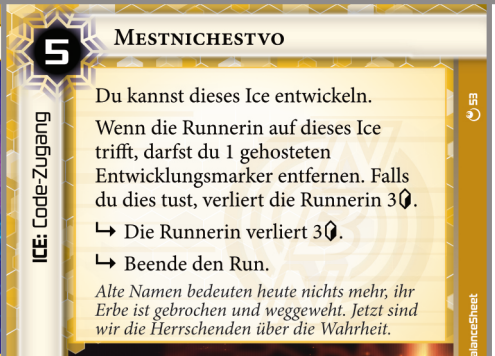 5
MESTNICHESTVO
ICE: Code-Zugang
Du kannst dieses Ice entwickeln.
Wenn die Runnerin auf dieses Ice
trifft, darfst du 1 gehosteten
Entwicklungsmarker entfernen. Falls
du dies tust, verliert die Runnerin 3.
↳ Die Runnerin verliert 3.
↳ Beende den Run.
Alte Namen bedeuten heute nichts mehr, ihr
Erbe ist gebrochen und weggeweht. Jetzt sind
wir die Herrschenden über die Wahrheit.
53